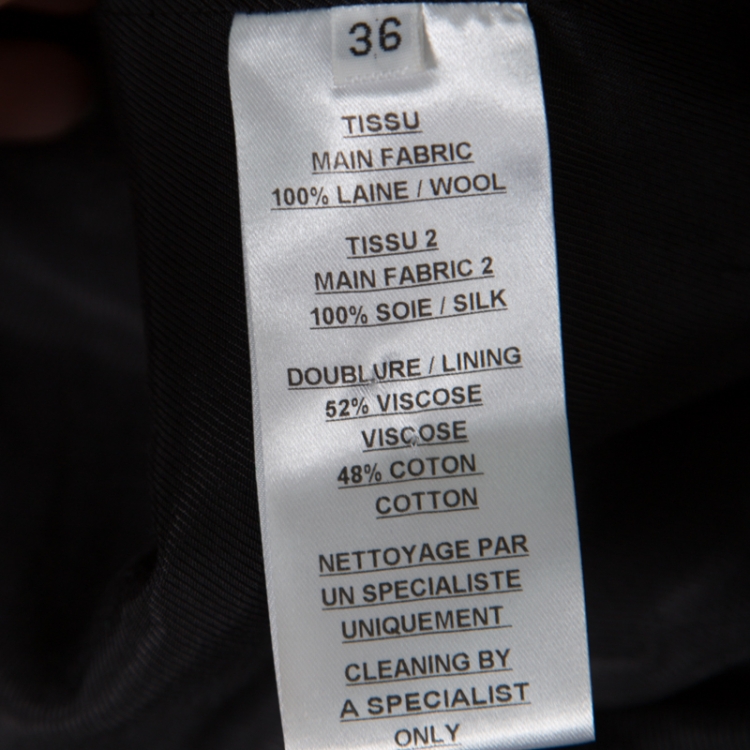 36
TISSU
MAIN FABRIC
100% LAINE / WOOL
TISSU 2
MAIN FABRIC 2
100% SOIE / SILK
DOUBLURE / LINING
52% VISCOSE
VISCOSE
48% COTON
COTTON
NETTOYAGE PAR
UN SPECIALISTE
UNIQUEMENT
CLEANING BY
A SPECIALIST
ONLY